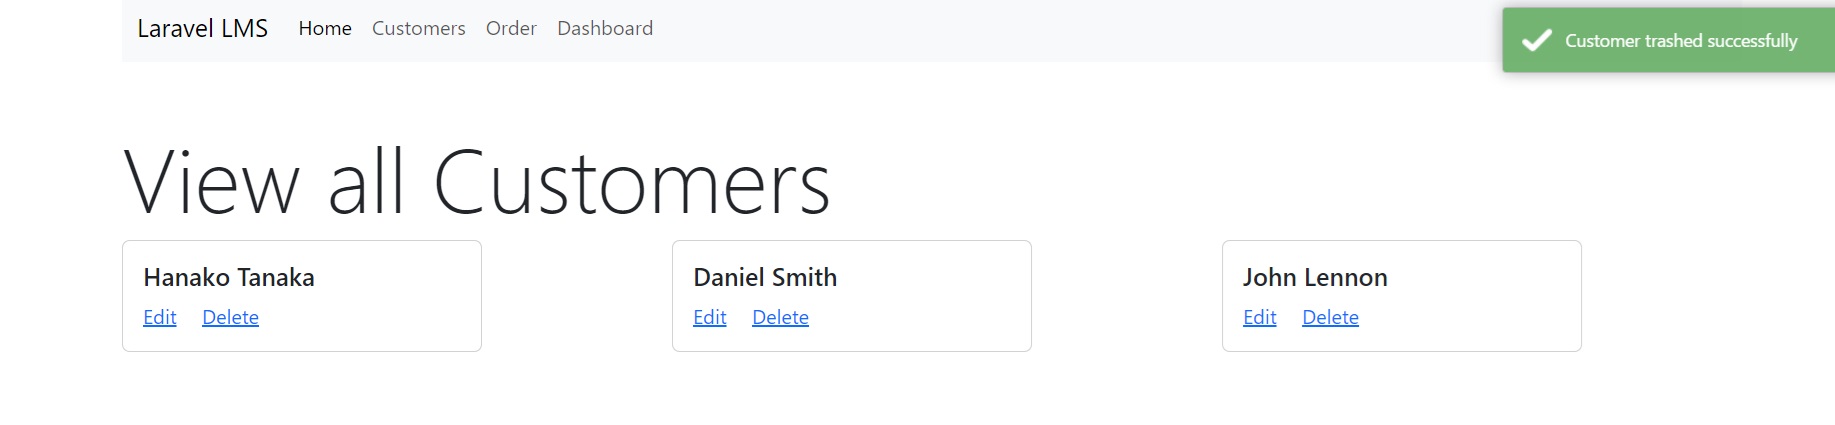 Laravel LMS Home Customers Order Dashboard
Customer trashed successfully
View all Customers
Hanako Tanaka
Edit Delete
Daniel Smith
Edit Delete
John Lennon
Edit Delete